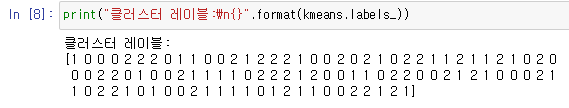 In [8]: print("클러스터 레이블:₩n{}".format(kmeans.labels_))
클러스터 레이블:
[1 0 0 0 2 2 2 0 1 1 0 0 2 1 2 2 2 1 0 0 2 0 2 1 0 2 2 1 1 2 1 1 2 1 0 2 0
0 0 2 2 0 1 0 0 2 1 1 1 1 0 2 2 2 1 2 0 0 1 1 0 2 2 0 0 2 1 2 1 0 0 0 2 1
1 0 2 2 1 0 1 0 0 2 1 1 1 1 0 1 2 1 1 0 0 2 2 1 2 1]